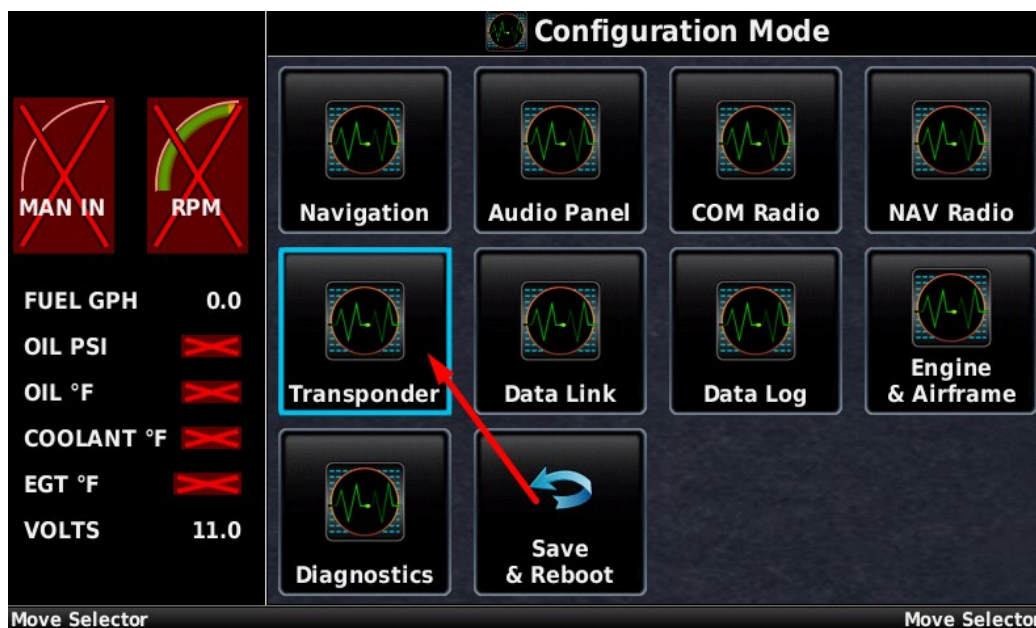 Configuration Mode
MAN IN
RPM
FUEL GPH 0.0
OIL PSI
OIL °F
COOLANT °F
EGT °F
VOLTS 11.0
Navigation
Audio Panel
COM Radio
NAV Radio
Transponder
Data Link
Data Log
Engine
& Airframe
Diagnostics
Save
& Reboot
Move Selector
Move Selecto